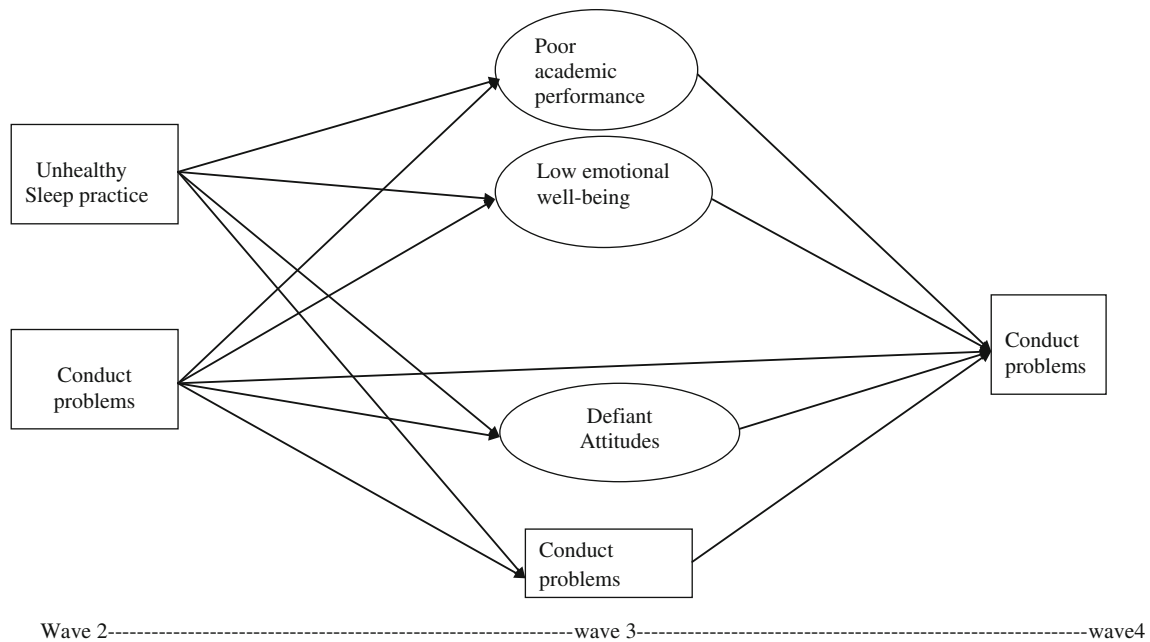 Poor
academic
performance
Unhealthy
Sleep practice
Low emotional
well-being
Conduct
problems
Conduct
problems
Defiant
Attitudes
Conduct
problems
Wave 2----------------------------------------------------------------wave 3--------------------------------------------------------------wave4